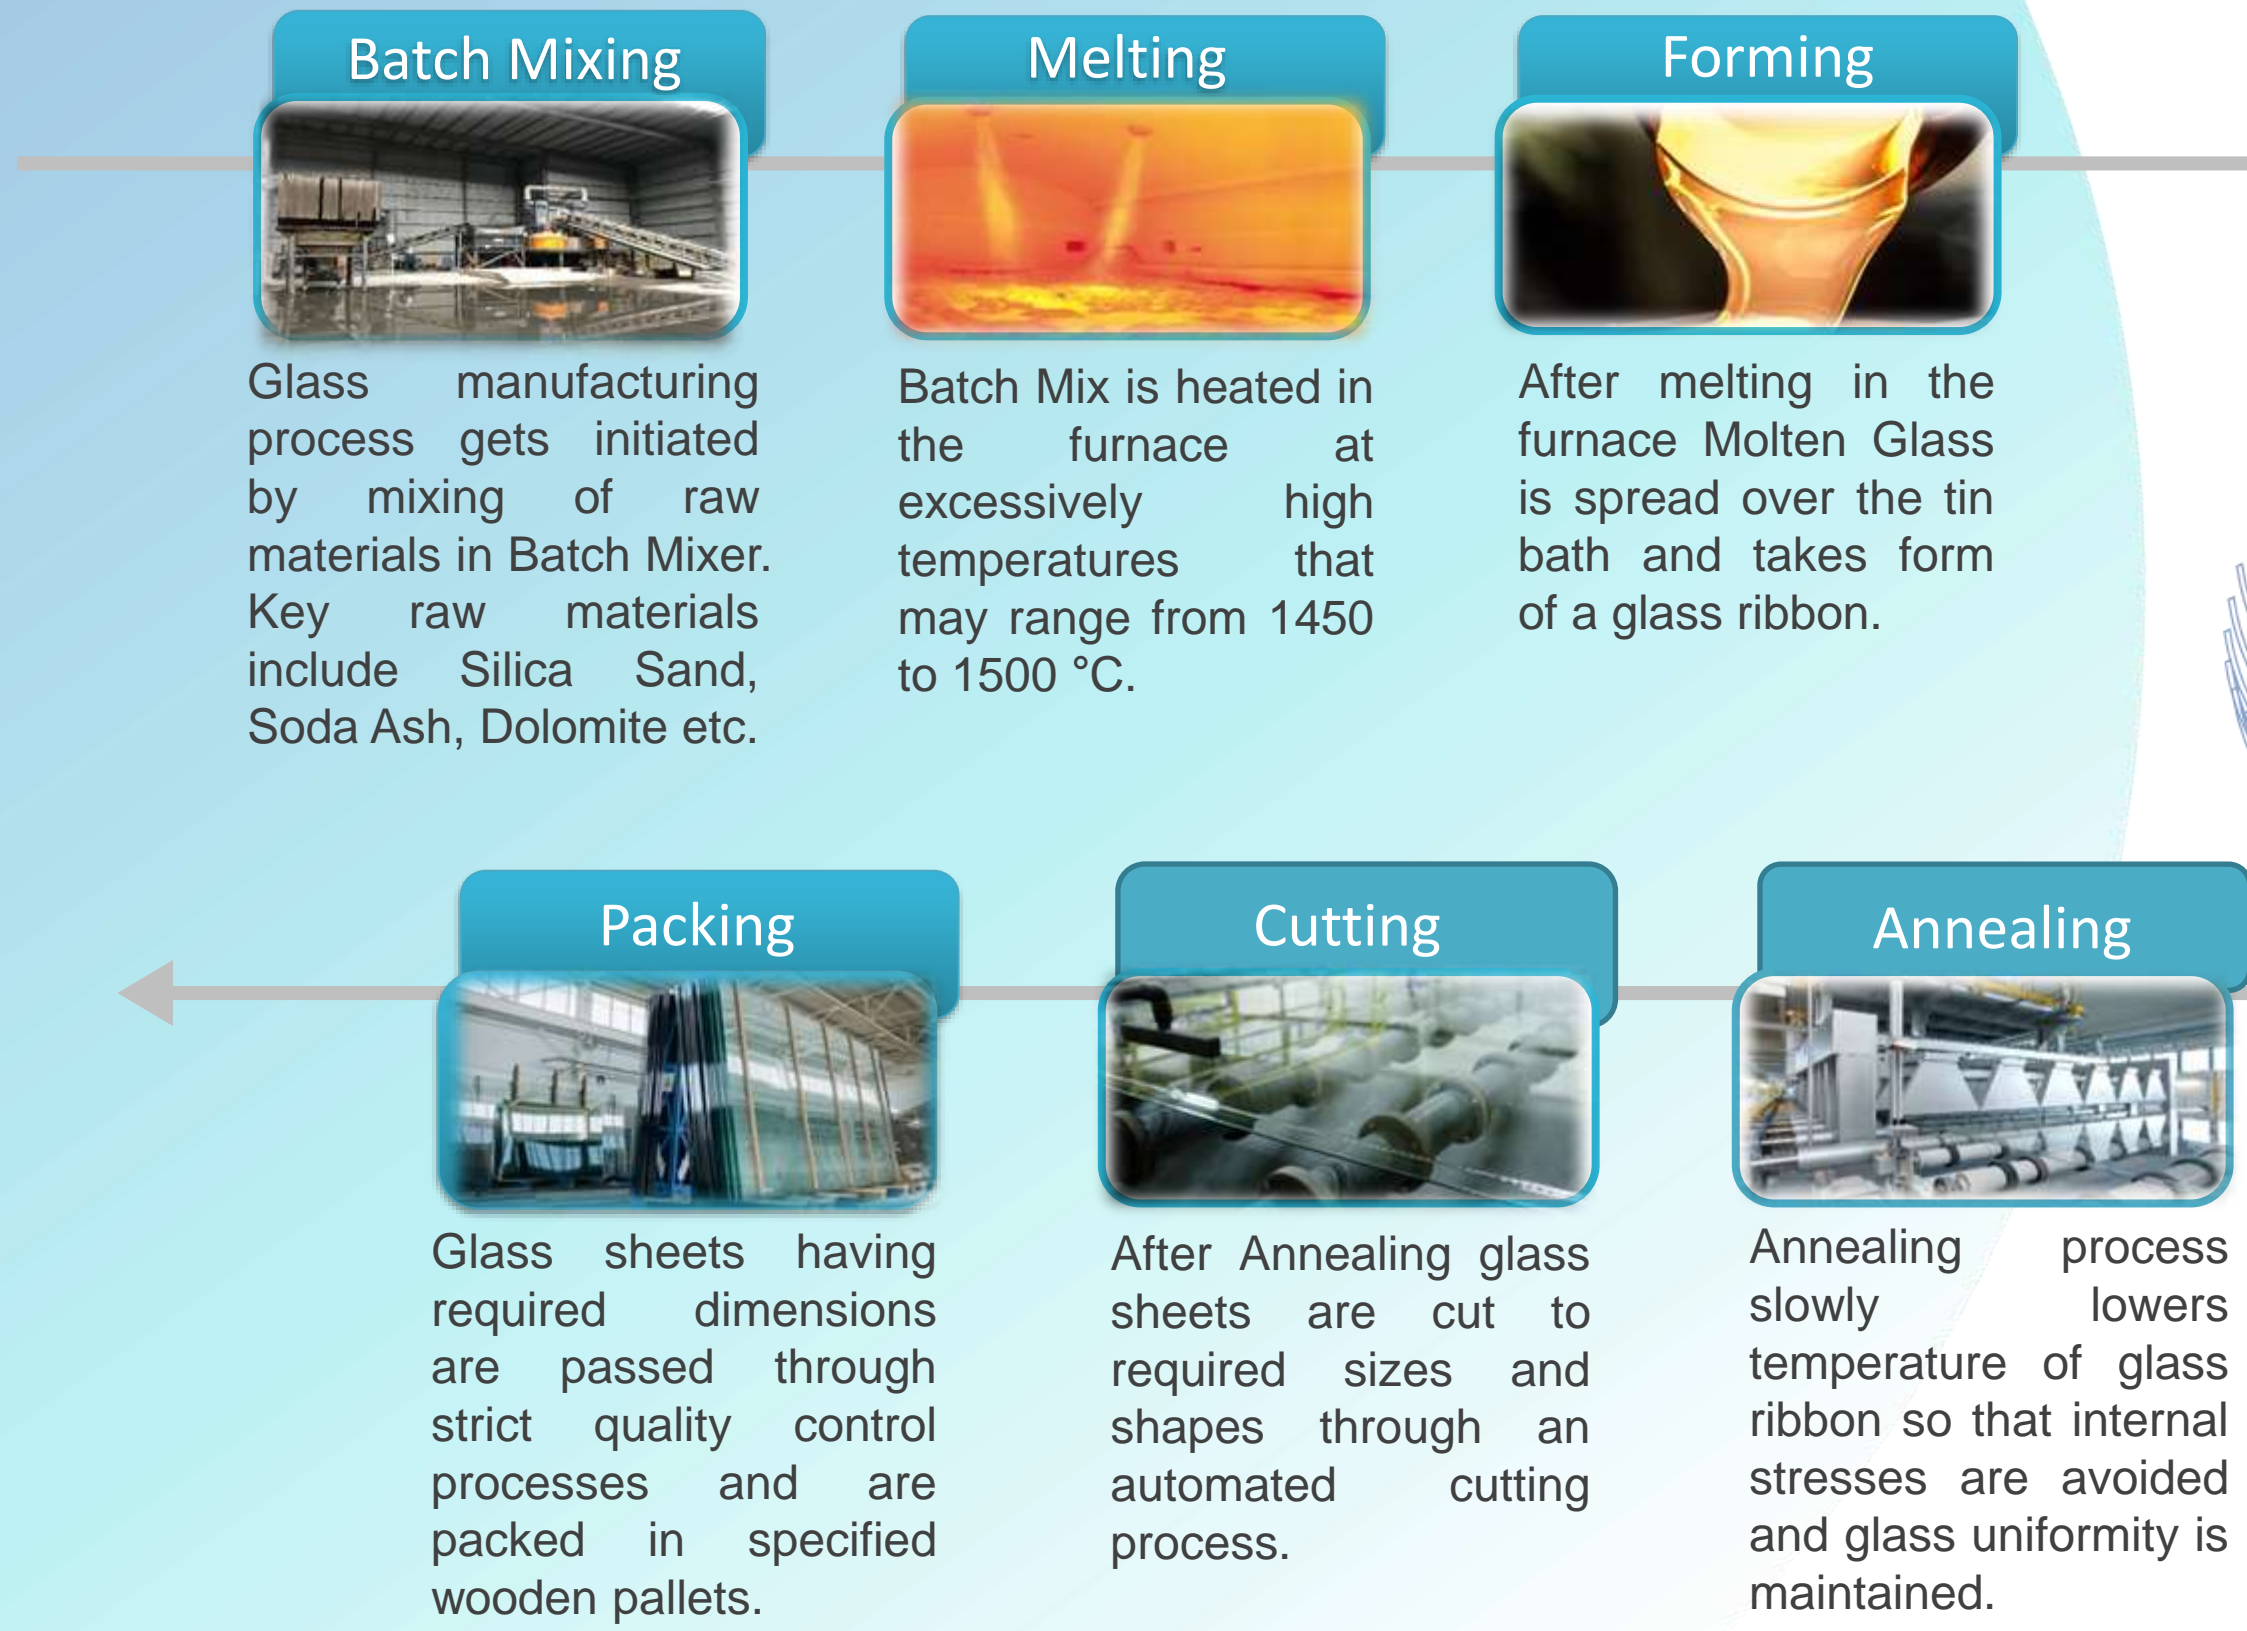 Batch Mixing
Glass manufacturing
process gets initiated
by mixing of raw
materials in Batch Mixer.
Key raw materials
include Silica Sand,
Soda Ash, Dolomite etc.
Melting
Batch Mix is heated in
the furnace at
excessively high
temperatures that
may range from 1450
to 1500 °C.
Forming
After melting in the
furnace Molten Glass
is spread over the tin
bath and takes form
of a glass ribbon.
Packing
Glass sheets having
required dimensions
are passed through
strict quality control
processes and are
packed in specified
wooden pallets.
Cutting
After Annealing glass
sheets are cut to
required sizes and
shapes through an
automated cutting
process.
Annealing
Annealing process
slowly lowers
temperature of glass
ribbon so that internal
stresses are avoided
and glass uniformity is
maintained.